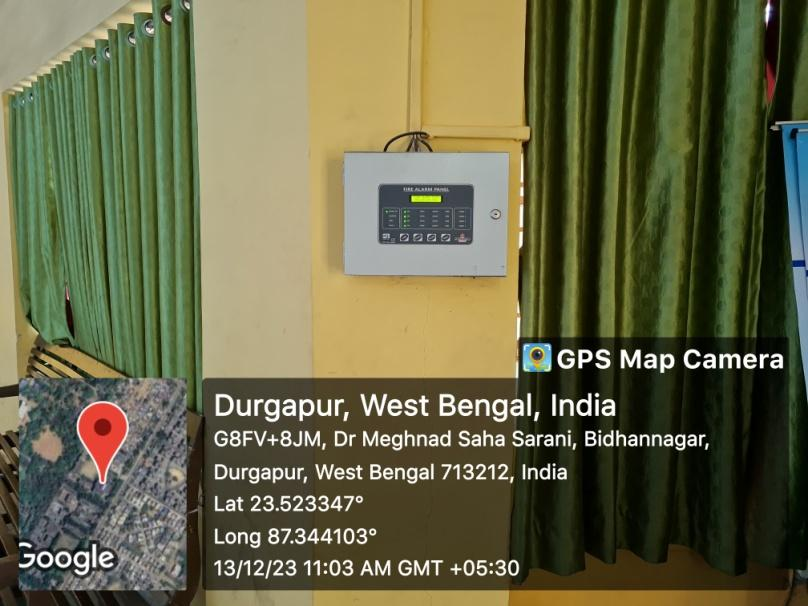 FIRE ALARM PANEL
GPS Map Camera
Durgapur, West Bengal, India
G8FV+8JM, Dr Meghnad Saha Sarani, Bidhannagar,
Durgapur, West Bengal 713212, India
Lat 23.523347°
Long 87.344103°
13/12/23 11:03 AM GMT +05:30
Google